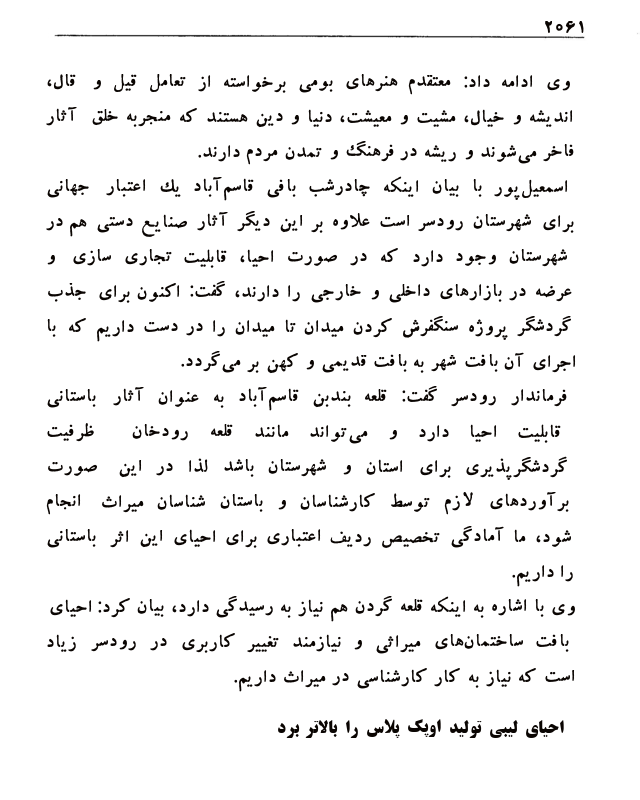 ۲۰۶۱
وی ادامه داد: معتقدم هنرهای بومی برخواسته از تعامل قیل و قال،
اندیشه و خیال، مشیت و معیشت، دنیا و دین هستند که منجربه خلق آثار
فاخر می‌شوند و ریشه در فرهنگ و تمدن مردم دارند.
اسمعیل‌پور با بیان اینکه چادرشب بافی قاسم‌آباد یك اعتبار جهانی
برای شهرستان رودسر است علاوه بر این دیگر آثار صنایع دستی هم در
شهرستان وجود دارد که در صورت احیا، قابلیت تجاری سازی و
عرضه در بازارهای داخلی و خارجی را دارند، گفت: اکنون برای جذب
گردشگر پروژه سنگفرش کردن میدان تا میدان را در دست داریم که با
اجرای آن بافت شهر به بافت قدیمی و کهن بر می‌گردد.
فرماندار رودسر گفت: قلعه بندبن قاسم‌آباد به عنوان آثار باستانی
قابلیت احیا دارد و می‌تواند مانند قلعه رودخان ظرفیت
گردشگرپذیری برای استان و شهرستان باشد لذا در این صورت
برآوردهای لازم توسط کارشناسان و باستان شناسان میراث انجام
شود، ما آمادگی تخصیص ردیف اعتباری برای احیای این اثر باستانی
را داریم.
وی با اشاره به اینکه قلعه گردن هم نیاز به رسیدگی دارد، بیان کرد: احیای
بافت ساختمان‌های میراثی و نیازمند تغییر کاربری در رودسر زیاد
است که نیاز به کار کارشناسی در میراث داریم.
احیای لیبی تولید اوپک پلاس را بالاتر برد